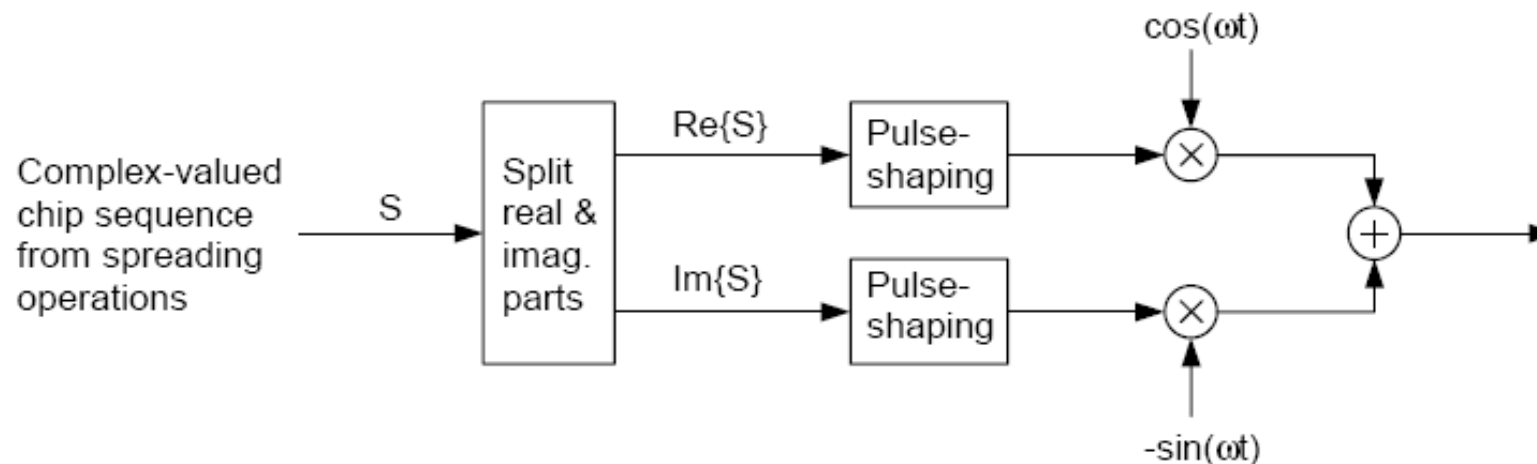 cos(ωt)
Complex-valued
chip sequence
from spreading
operations
S
Split
real &
imag.
parts
Re{S}
Im{S}
Pulse-
shaping
Pulse-
shaping
-sin(ωt)